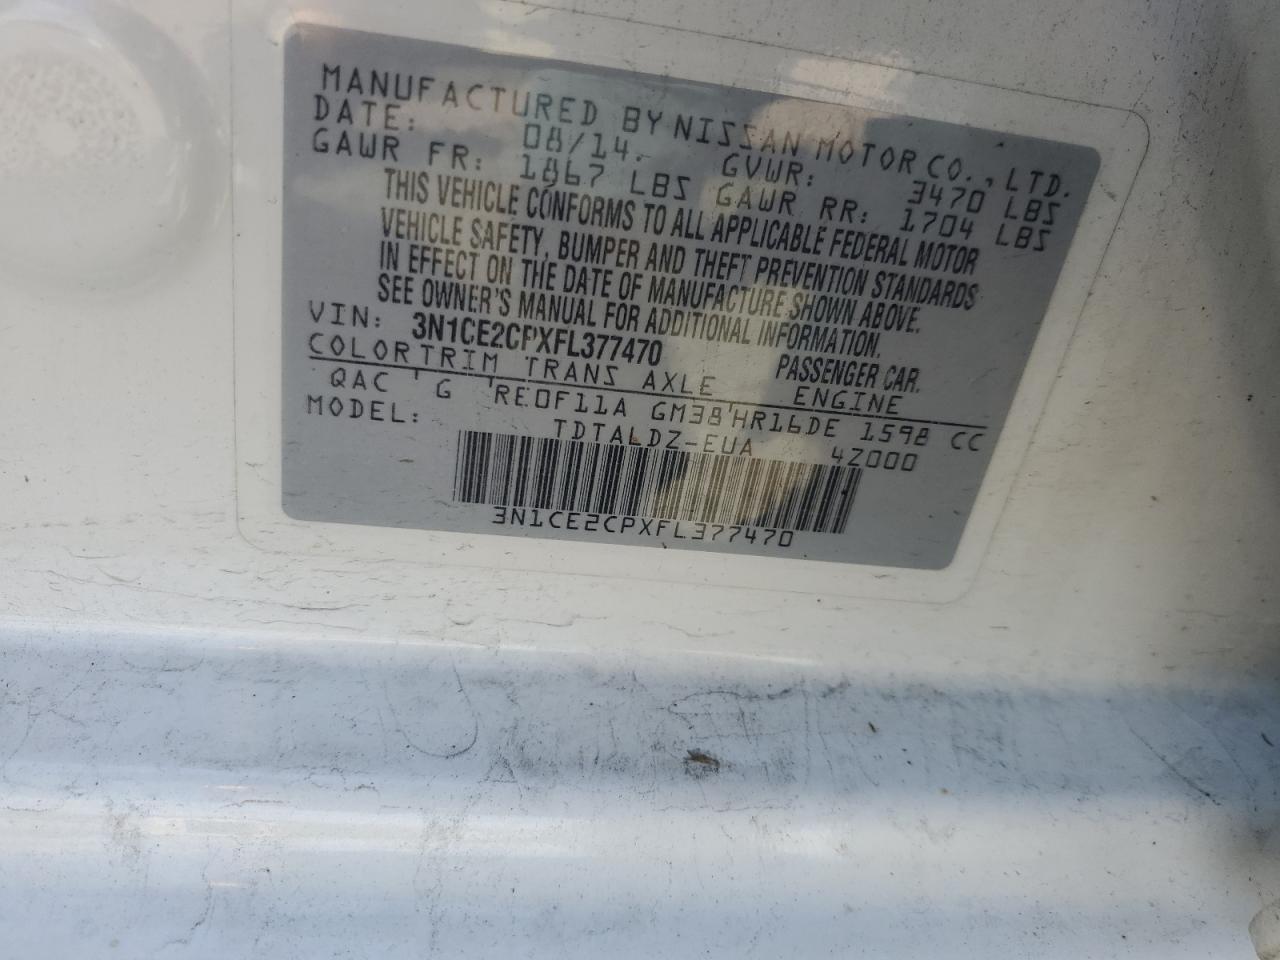 MANUFACTURED BY NISSAN MOTOR CO., LTD.
DATE: 08/14. GVWR: 3470 LBS
GAWR FR: 1867 LBS GAWR RR: 1704 LBS
THIS VEHICLE CONFORMS TO ALL APPLICABLE FEDERAL MOTOR
VEHICLE SAFETY, BUMPER AND THEFT PREVENTION STANDARDS
IN EFFECT ON THE DATE OF MANUFACTURE SHOWN ABOVE.
SEE OWNER'S MANUAL FOR ADDITIONAL INFORMATION.
VIN: 3N1CE2CPXFL377470 PASSENGER CAR.
COLOR TRIM TRANS AXLE ENGINE
QAC G RE0F11A GM38 HR16DE 1598 CC
MODEL: TDTALDZ-EUA 4Z000
3N1CE2CPXFL377470